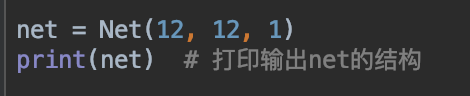 net = Net(12, 12, 1)
print(net)  # 打印输出net的结构